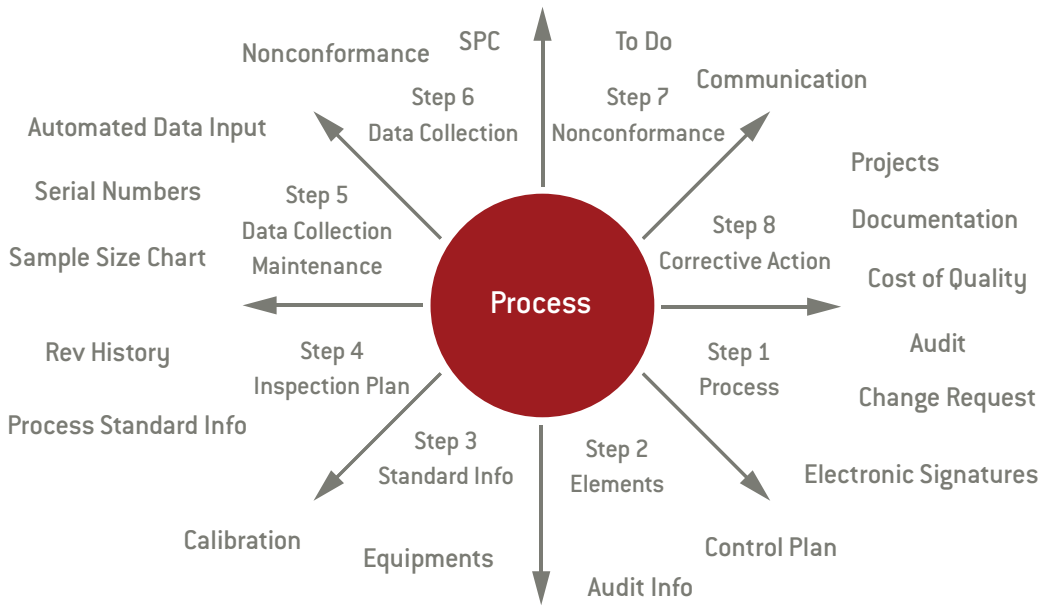 SPC
To Do
Nonconformance
Communication
Step 6
Data Collection
Step 7
Nonconformance
Automated Data Input
Projects
Serial Numbers
Step 5
Data Collection
Maintenance
Step 8
Corrective Action
Documentation
Sample Size Chart
Cost of Quality
Process
Rev History
Step 4
Inspection Plan
Step 1
Process
Audit
Change Request
Process Standard Info
Step 3
Standard Info
Step 2
Elements
Electronic Signatures
Calibration
Equipments
Control Plan
Audit Info